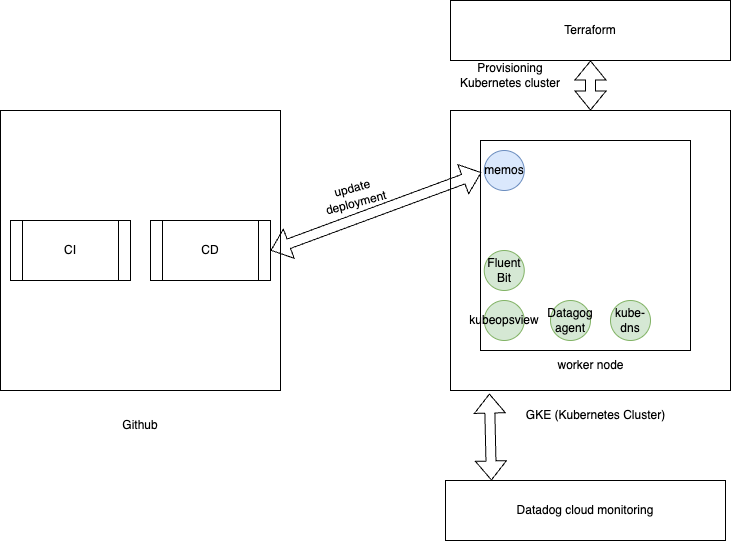 Terraform
Provisioning
Kubernetes cluster
update
deployment
memos
CI
CD
Fluent
Bit
kubeopsview
Datagog
agent
kube-
dns
worker node
Github
GKE (Kubernetes Cluster)
Datadog cloud monitoring